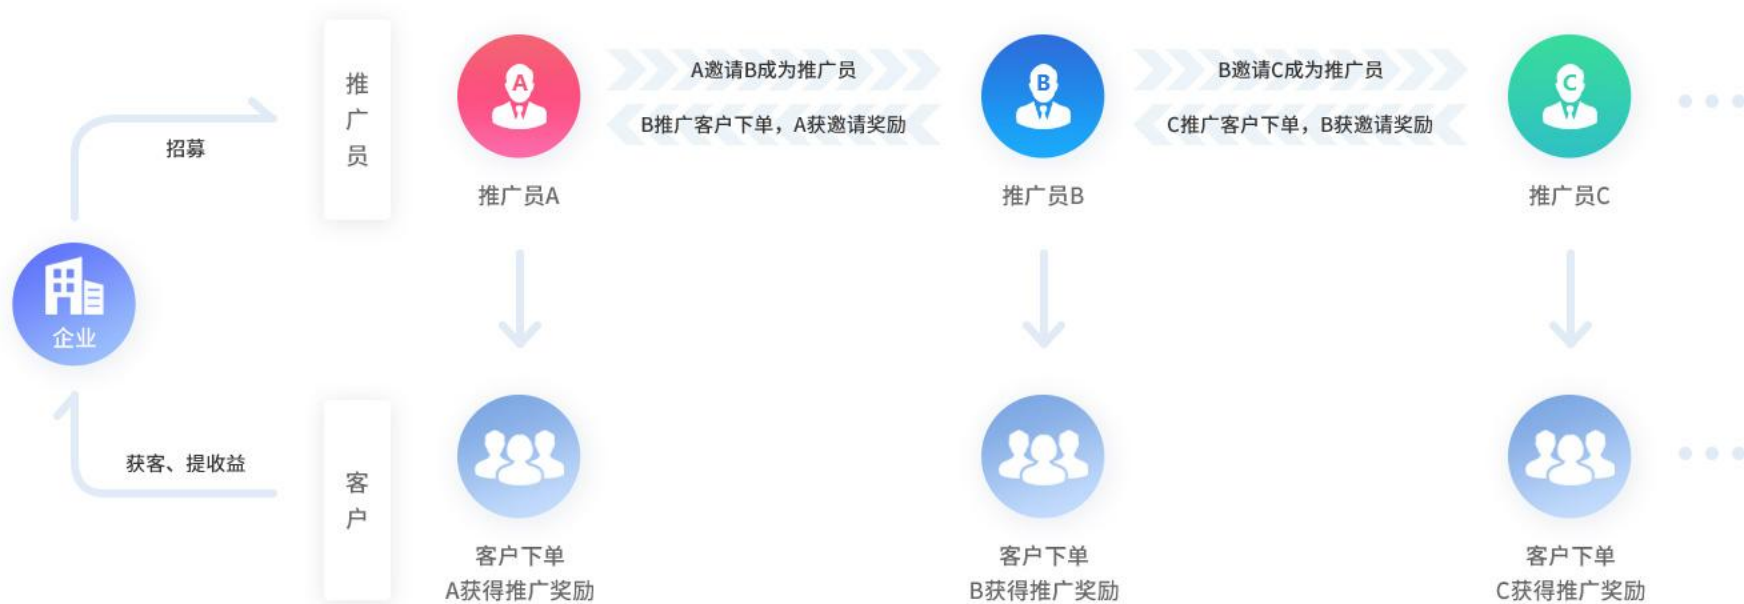 推广员
A
A邀请B成为推广员
B推广客户下单，A获邀请奖励
B
B邀请C成为推广员
C推广客户下单，B获邀请奖励
C
推广员A
推广员B
推广员C
招募
企业
获客、提收益
客户
客户下单
A获得推广奖励
客户下单
B获得推广奖励
客户下单
C获得推广奖励